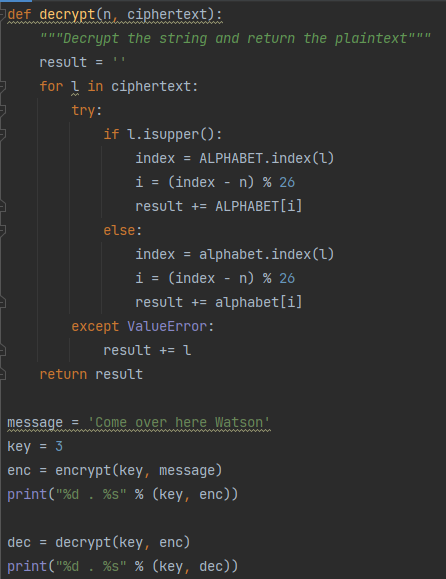 def decrypt(n, ciphertext):
    """Decrypt the string and return the plaintext"""
    result = ''
    for l in ciphertext:
        try:
            if l.isupper():
                index = ALPHABET.index(l)
                i = (index - n) % 26
                result += ALPHABET[i]
            else:
                index = alphabet.index(l)
                i = (index - n) % 26
                result += alphabet[i]
        except ValueError:
            result += l
    return result

message = 'Come over here Watson'
key = 3
enc = encrypt(key, message)
print("%d . %s" % (key, enc))

dec = decrypt(key, enc)
print("%d . %s" % (key, dec))